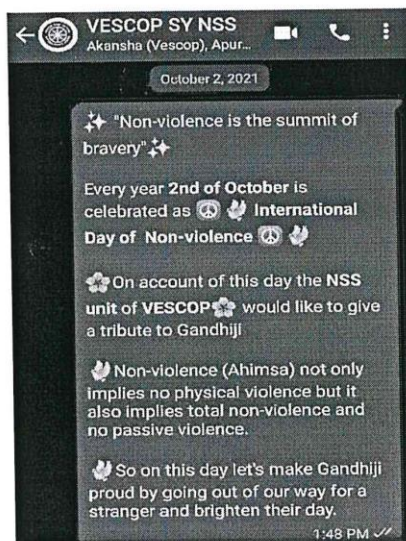 VESCOP SY NSS
Akansha (Vescop), Apur...
October 2, 2021
✨ "Non-violence is the summit of
bravery"✨
Every year 2nd of October is
celebrated as ☮️ 🕊️ International
Day of Non-violence ☮️ 🕊️
🌸On account of this day the NSS
unit of VESCOP🌸 would like to give
a tribute to Gandhiji
🕊️Non-violence (Ahimsa) not only
implies no physical violence but it
also implies total non-violence and
no passive violence.
🕊️So on this day let's make Gandhiji
proud by going out of our way for a
stranger and brighten their day.
1:48 PM